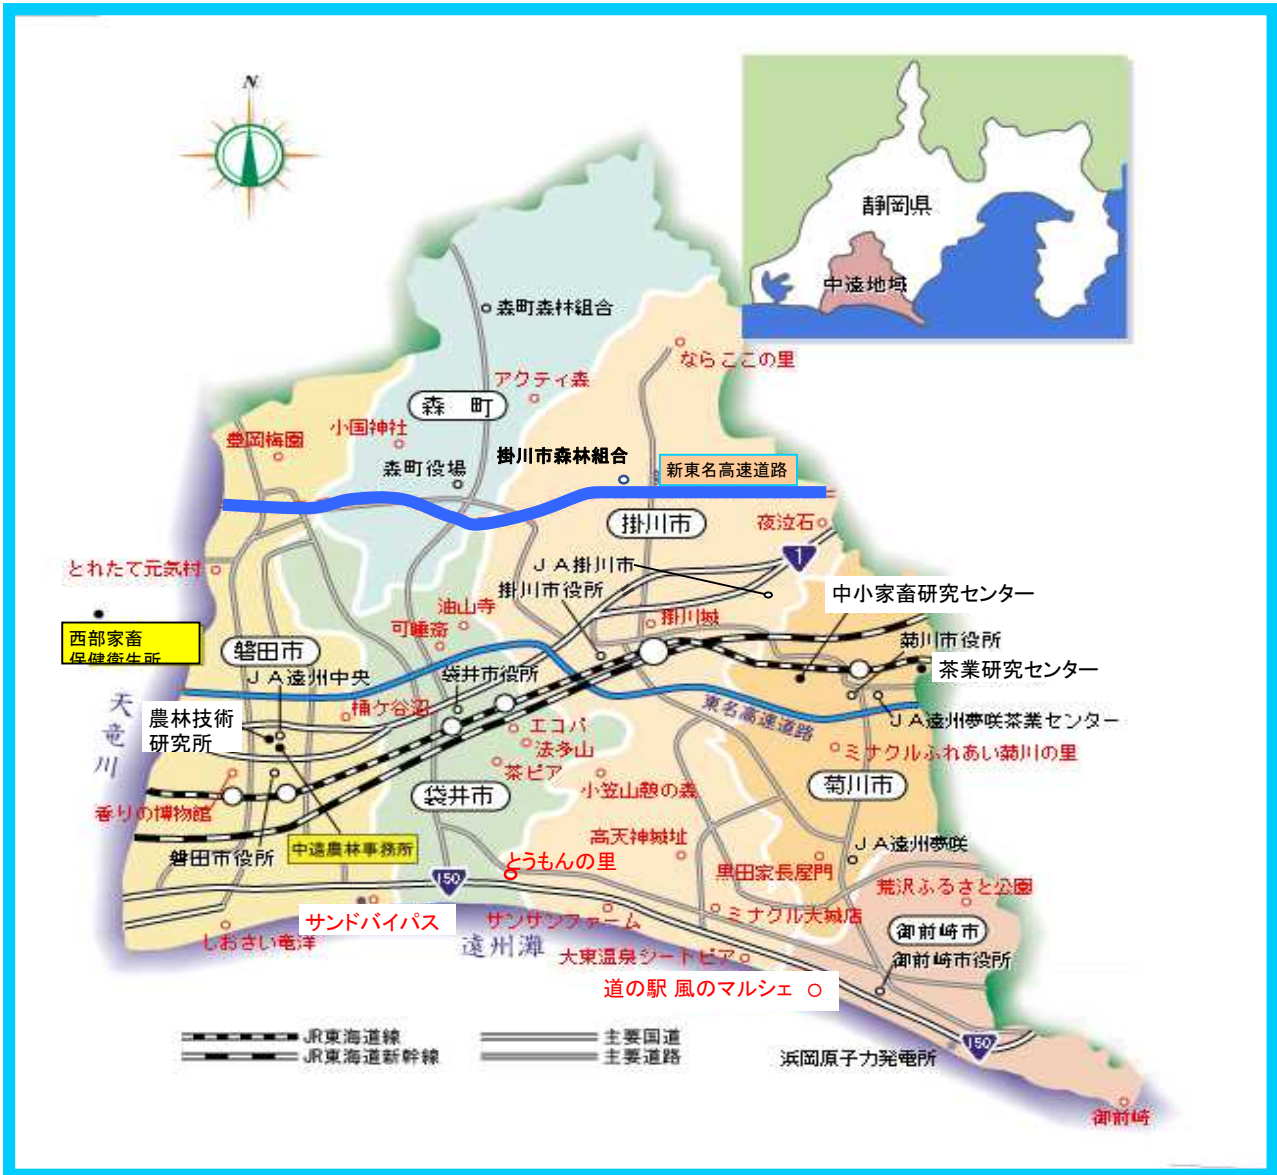 N
静岡県
中遠地域
森町森林組合
ならここの里
アクティ森
森 町
小国神社
豊岡梅園
森町役場
掛川市森林組合
新東名高速道路
掛川市
夜泣石
1
とれたて元気村
JA掛川市
掛川市役所
中小家畜研究センター
油山寺
可睡斎
掛川城
西部家畜
保健衛生所
磐田市
菊川市役所
JA遠州中央
袋井市役所
茶業研究センター
天竜川
農林技術
研究所
桶ケ谷沼
東名高速道路
JA遠州夢咲茶業センター
エコパ
法多山
茶ピア
ミナクルふれあい菊川の里
小笠山憩の森
袋井市
菊川市
香りの博物館
高天神城址
磐田市役所
中遠農林事務所
とうもんの里
黒田家長屋門
JA遠州夢咲
150
荒沢ふるさと公園
サンドバイパス
サンサンファーム
ミナクル大城店
しおさい竜洋
遠州灘
大東温泉シートピア
御前崎市
御前崎市役所
道の駅 風のマルシェ
JR東海道線
主要国道
JR東海道新幹線
主要道路
浜岡原子力発電所
150
御前崎